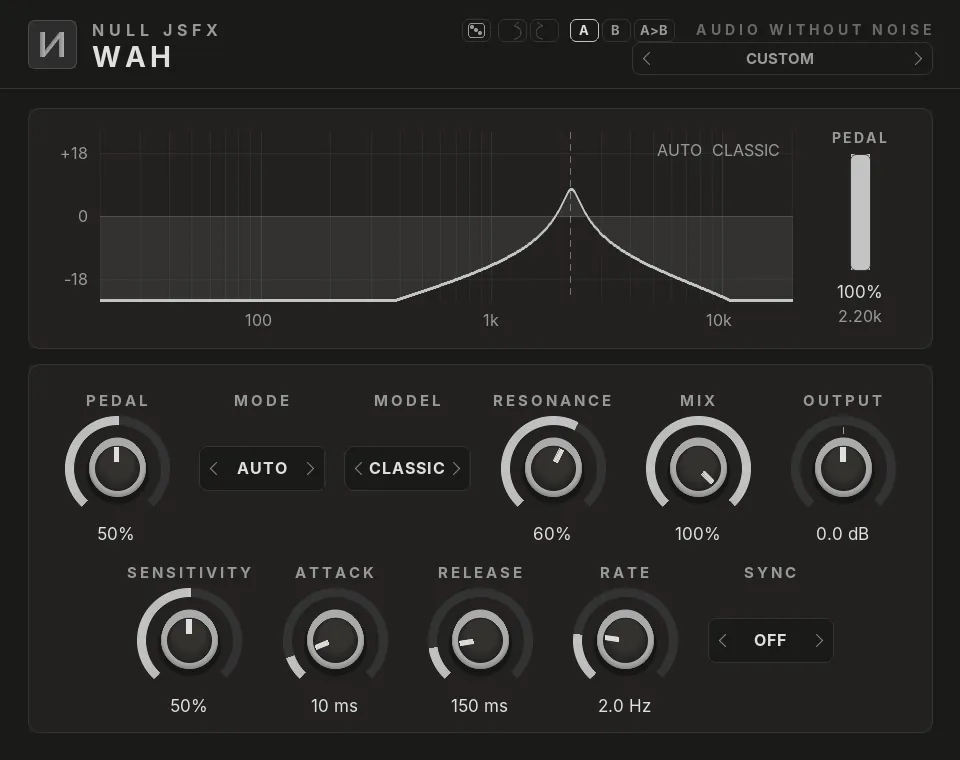 NULL JSFX
WAH
A B A>B
AUDIO WITHOUT NOISE
CUSTOM
+18
0
-18
100 1k 10k
AUTO CLASSIC
PEDAL
100%
2.20k
PEDAL MODE MODEL RESONANCE MIX OUTPUT
AUTO CLASSIC
50% 60% 100% 0.0 dB
SENSITIVITY ATTACK RELEASE RATE SYNC
OFF
50% 10 ms 150 ms 2.0 Hz